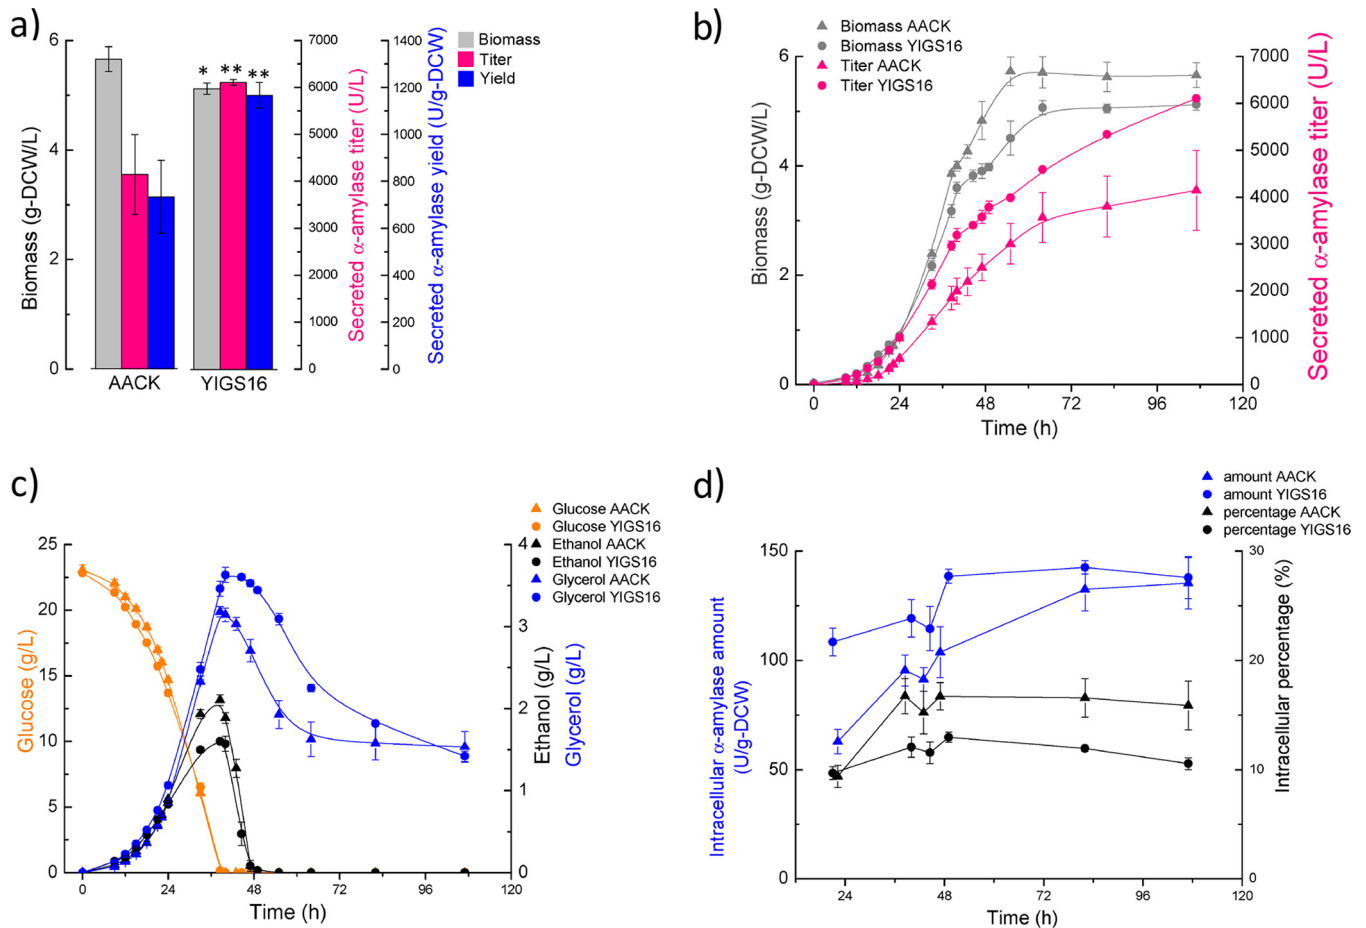 a)
Biomass (g-DCW/L)
6
4
2
0
AACK
YIGS16
*
**
**
7000
6000
5000
4000
3000
2000
1000
0
Secreted α-amylase titer (U/L)
1400
1200
1000
800
600
400
200
0
Secreted α-amylase yield (U/g-DCW)
Biomass
Titer
Yield
b)
Biomass AACK
Biomass YIGS16
Titer AACK
Titer YIGS16
Biomass (g-DCW/L)
6
4
2
0
7000
6000
5000
4000
3000
2000
1000
0
Secreted α-amylase titer (U/L)
0
24
48
72
96
120
Time (h)
c)
Glucose AACK
Glucose YIGS16
Ethanol AACK
Ethanol YIGS16
Glycerol AACK
Glycerol YIGS16
Glucose (g/L)
25
20
15
10
5
0
4
3
2
1
0
Ethanol (g/L)
Glycerol (g/L)
0
24
48
72
96
120
Time (h)
d)
amount AACK
amount YIGS16
percentage AACK
percentage YIGS16
Intracellular α-amylase amount
(U/g-DCW)
150
100
50
0
30
20
10
0
Intracellular percentage (%)
24
48
72
96
120
Time (h)